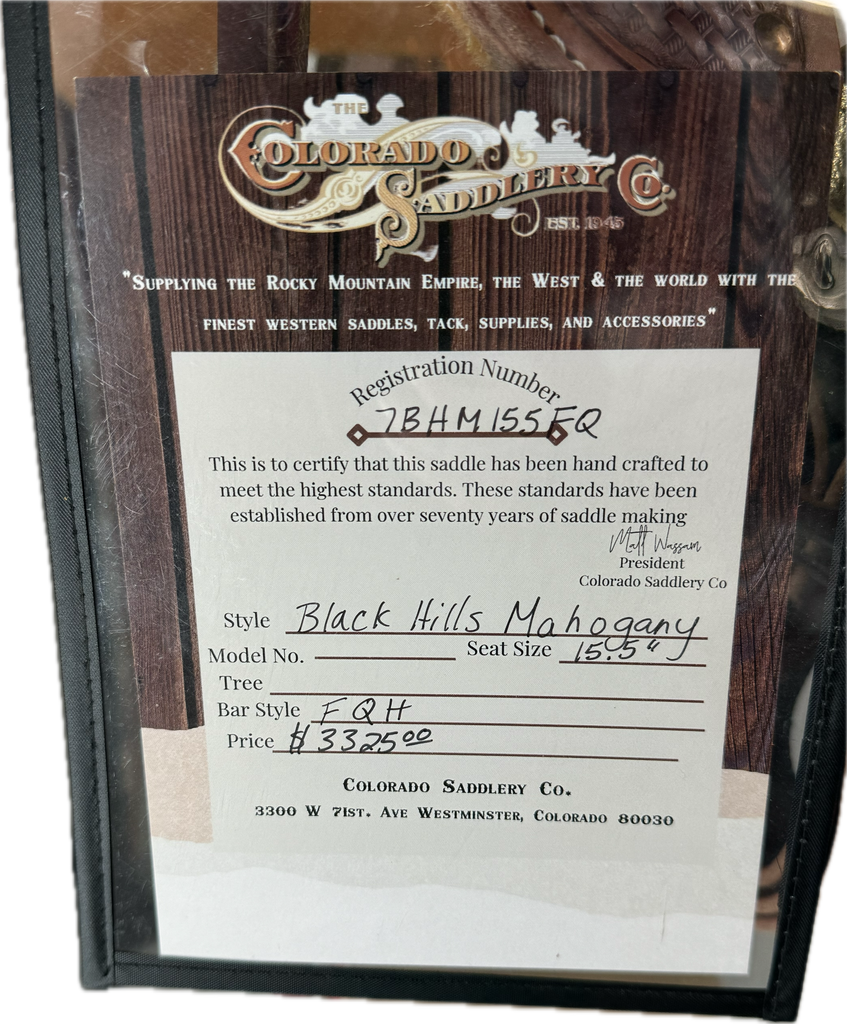 THE
COLORADO
SADDLERY CO.
EST. 1945
"SUPPLYING THE ROCKY MOUNTAIN EMPIRE, THE WEST & THE WORLD WITH THE
FINEST WESTERN SADDLES, TACK, SUPPLIES, AND ACCESSORIES"
Registration Number
7BHM155FQ
This is to certify that this saddle has been hand crafted to
meet the highest standards. These standards have been
established from over seventy years of saddle making
Matt Wassam
President
Colorado Saddlery Co
Style Black Hills Mahogany
Model No. Seat Size 15.5"
Tree
Bar Style FQH
Price $3325.00
COLORADO SADDLERY CO.
3300 W 71ST. AVE WESTMINSTER, COLORADO 80030